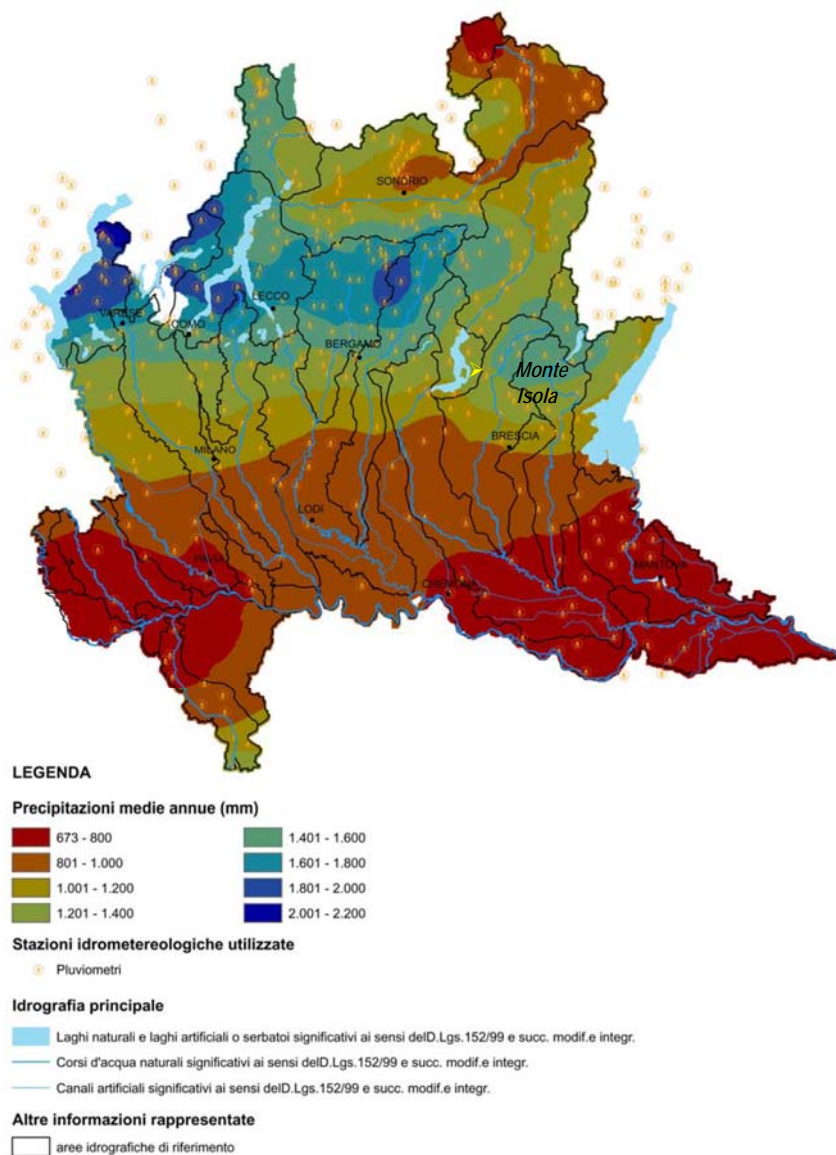 SONDRIO
VARESE
COMO
LECCO
BERGAMO
Monte
Isola
BRESCIA
MILANO
LODI
PAVIA
CREMONA
MANTOVA
LEGENDA
Precipitazioni medie annue (mm)
673 - 800
801 - 1.000
1.001 - 1.200
1.201 - 1.400
1.401 - 1.600
1.601 - 1.800
1.801 - 2.000
2.001 - 2.200
Stazioni idrometereologiche utilizzate
Pluviometri
Idrografia principale
Laghi naturali e laghi artificiali o serbatoi significativi ai sensi delD.Lgs.152/99 e succ. modif.e integr.
Corsi d'acqua naturali significativi ai sensi delD.Lgs.152/99 e succ. modif.e integr.
Canali artificiali significativi ai sensi delD.Lgs.152/99 e succ. modif.e integr.
Altre informazioni rappresentate
aree idrografiche di riferimento